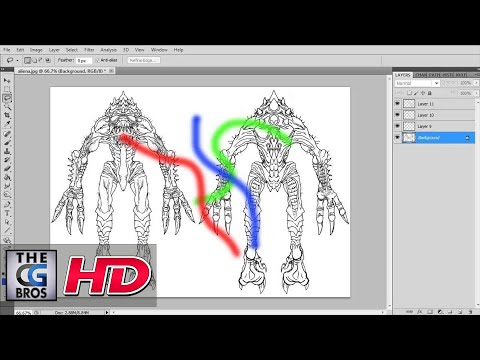 File Edit Image Layer Select Filter Analysis 3D View Window Help
Feather: 0 px Anti-alias Refine Edge...
aliena.jpg @ 66.7% (Background, RGB/8) *
LAYERS
Normal
Layer 11
Layer 10
Layer 9
Background
66.67%
THE
CG
BROS
HD